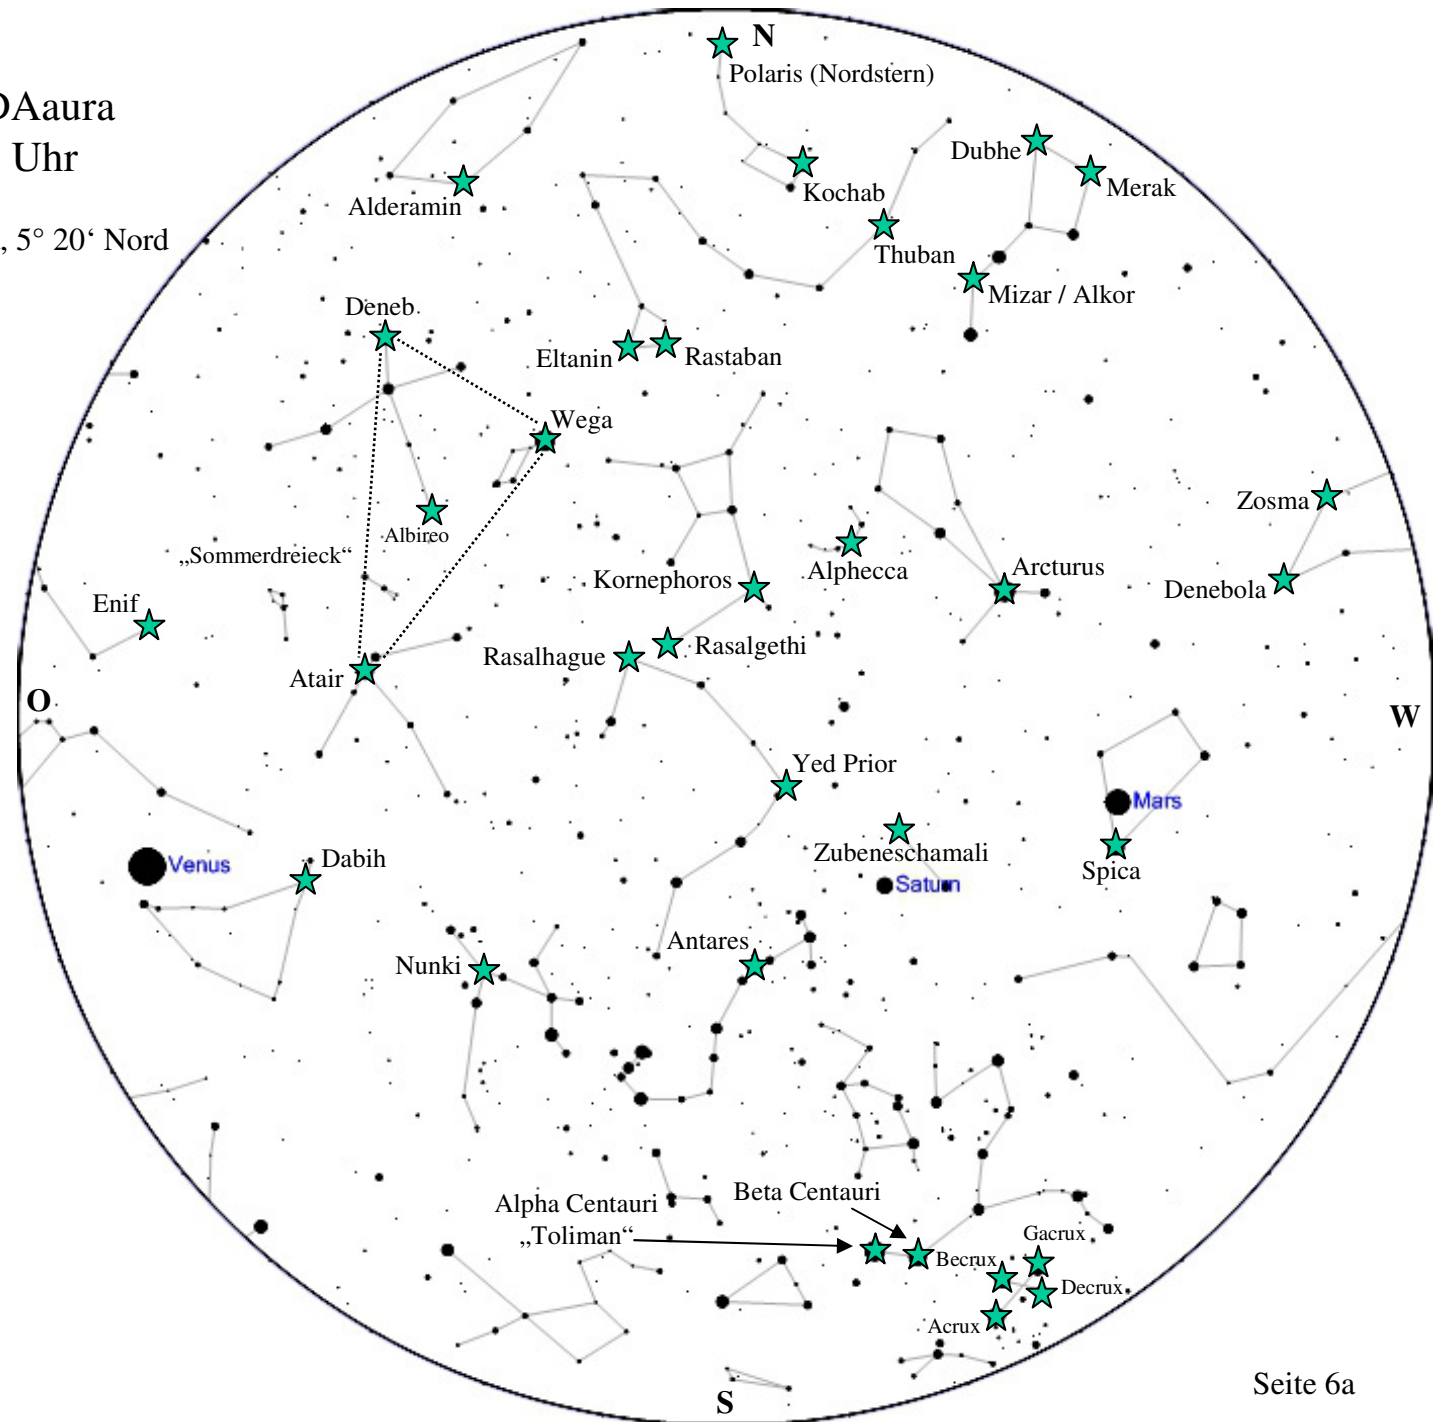 N
Polaris (Nordstern)
DAaura
Uhr
, 5° 20‘ Nord
Dubhe
Merak
Kochab
Alderamin
Thuban
Mizar / Alkor
Deneb
Eltanin
Rastaban
Wega
Zosma
Albireo
„Sommerdreieck“
Alphecca
Arcturus
Kornephoros
Denebola
Enif
Rasalgethi
Rasalhague
Atair
O
W
Yed Prior
Mars
Zubeneschamali
Venus
Dabih
Spica
Saturn
Antares
Nunki
Beta Centauri
Alpha Centauri
„Toliman“
Gacrux
Becrux
Decrux
Acrux
S
Seite 6a